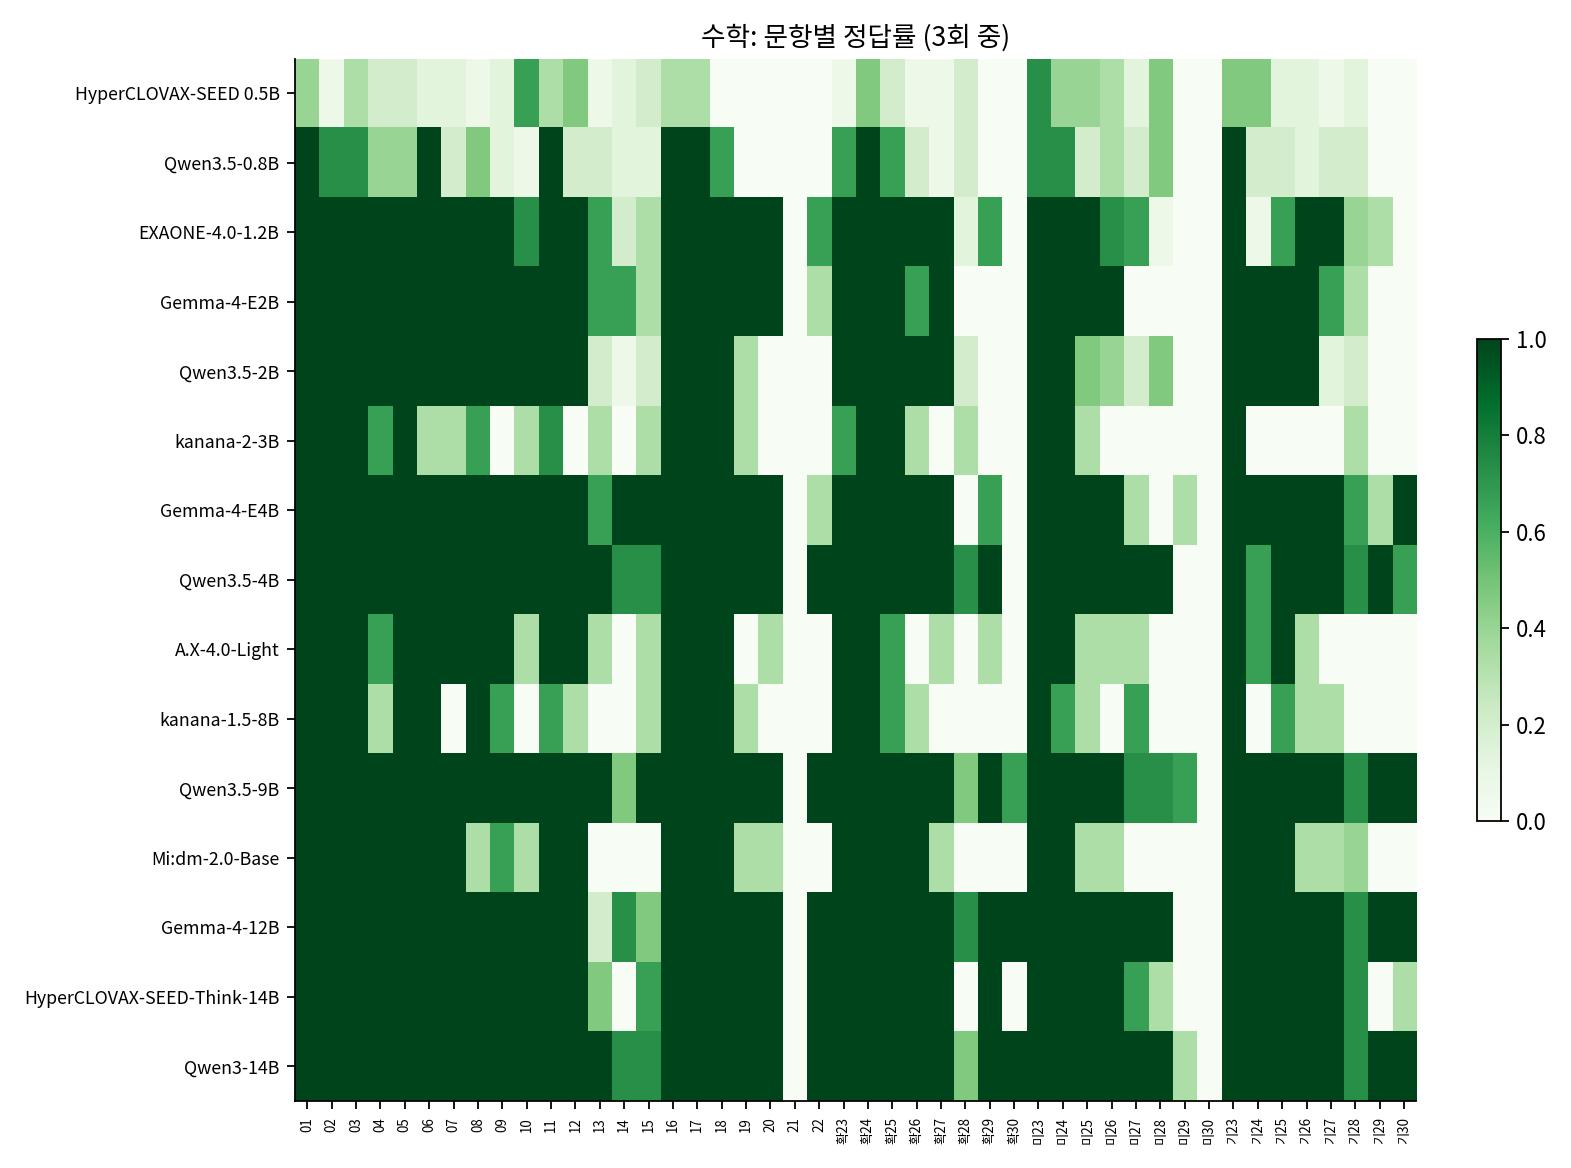 수학: 문항별 정답률 (3회 중)
HyperCLOVAX-SEED 0.5B
Qwen3.5-0.8B
EXAONE-4.0-1.2B
Gemma-4-E2B
Qwen3.5-2B
kanana-2-3B
Gemma-4-E4B
Qwen3.5-4B
A.X-4.0-Light
kanana-1.5-8B
Qwen3.5-9B
Mi:dm-2.0-Base
Gemma-4-12B
HyperCLOVAX-SEED-Think-14B
Qwen3-14B
01 02 03 04 05 06 07 08 09 10 11 12 13 14 15 16 17 18 19 20 21 22 확23 확24 확25 확26 확27 확28 확29 확30 미23 미24 미25 미26 미27 미28 미29 미30 기23 기24 기25 기26 기27 기28 기29 기30
1.0
0.8
0.6
0.4
0.2
0.0